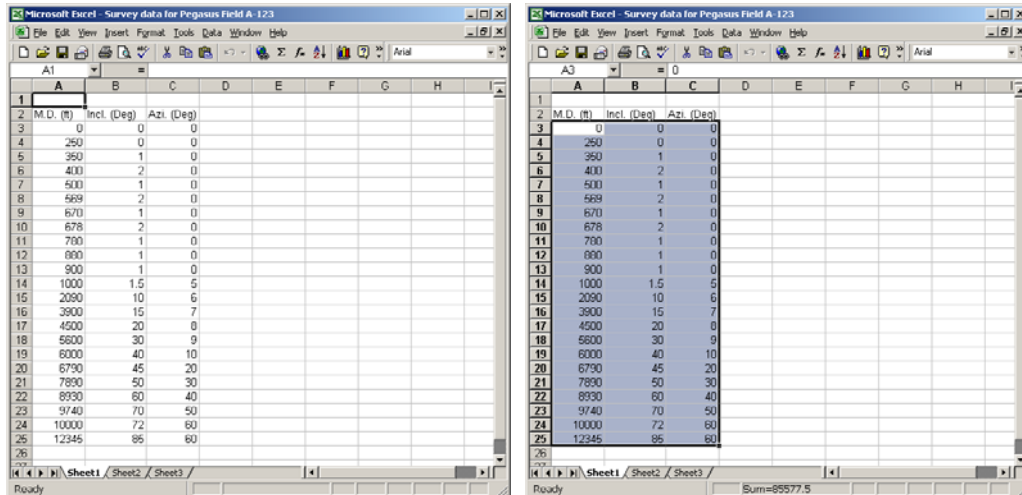 Microsoft Excel - Survey data for Pegasus Field A-123
File Edit View Insert Format Tools Data Window Help
Arial
A1 =
A B C D E F G H I
1
2 M.D. (ft) Incl. (Deg) Azi. (Deg)
3 0 0 0
4 250 0 0
5 350 1 0
6 400 2 0
7 500 1 0
8 569 2 0
9 670 1 0
10 678 2 0
11 780 1 0
12 880 1 0
13 900 1 0
14 1000 1.5 5
15 2090 10 6
16 3900 15 7
17 4500 20 8
18 5600 30 9
19 6000 40 10
20 6790 45 20
21 7890 50 30
22 8930 60 40
23 9740 70 50
24 10000 72 60
25 12345 85 60
26
Sheet1 Sheet2 Sheet3
Ready
Microsoft Excel - Survey data for Pegasus Field A-123
File Edit View Insert Format Tools Data Window Help
Arial
A3 = 0
A B C D E F G H I
1
2 M.D. (ft) Incl. (Deg) Azi. (Deg)
3 0 0 0
4 250 0 0
5 350 1 0
6 400 2 0
7 500 1 0
8 569 2 0
9 670 1 0
10 678 2 0
11 780 1 0
12 880 1 0
13 900 1 0
14 1000 1.5 5
15 2090 10 6
16 3900 15 7
17 4500 20 8
18 5600 30 9
19 6000 40 10
20 6790 45 20
21 7890 50 30
22 8930 60 40
23 9740 70 50
24 10000 72 60
25 12345 85 60
26
Sheet1 Sheet2 Sheet3
Ready Sum=85577.5